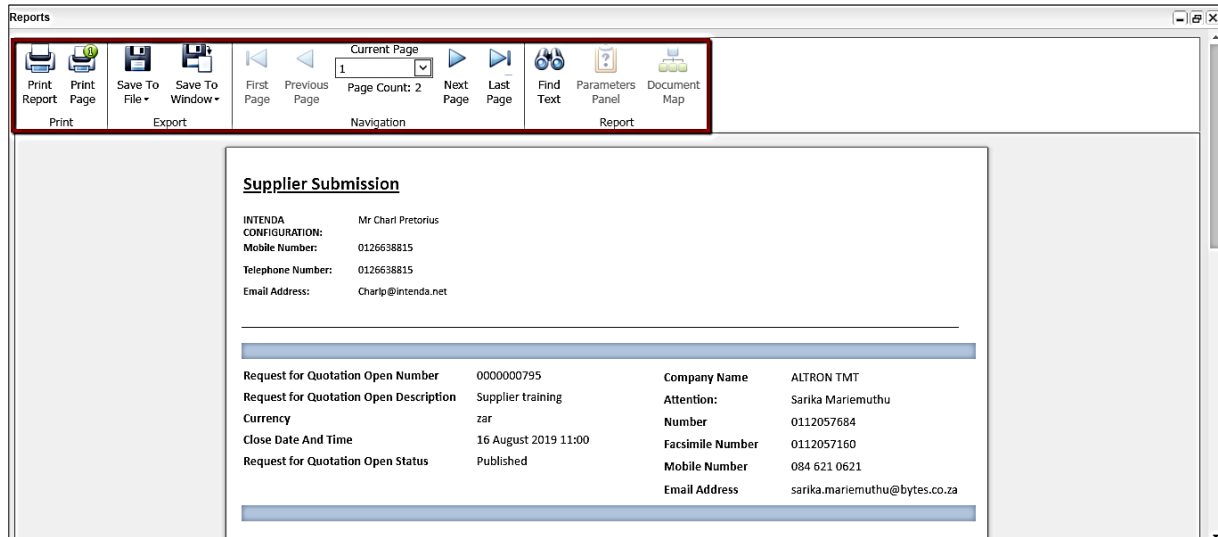 Reports
Current Page
1
Page Count: 2
Print Report
Print Page
Save To File
Save To Window
First Page
Previous Page
Next Page
Last Page
Find Text
Parameters Panel
Document Map
Print
Export
Navigation
Report
Supplier Submission
INTENDA CONFIGURATION: Mr Charl Pretorius
Mobile Number: 0126638815
Telephone Number: 0126638815
Email Address: Charlp@intenda.net
Request for Quotation Open Number 0000000795
Request for Quotation Open Description Supplier training
Currency zar
Close Date And Time 16 August 2019 11:00
Request for Quotation Open Status Published
Company Name ALTRON TMT
Attention: Sarika Mariemuthu
Number 0112057684
Facsimile Number 0112057160
Mobile Number 084 621 0621
Email Address sarika.mariemuthu@bytes.co.za